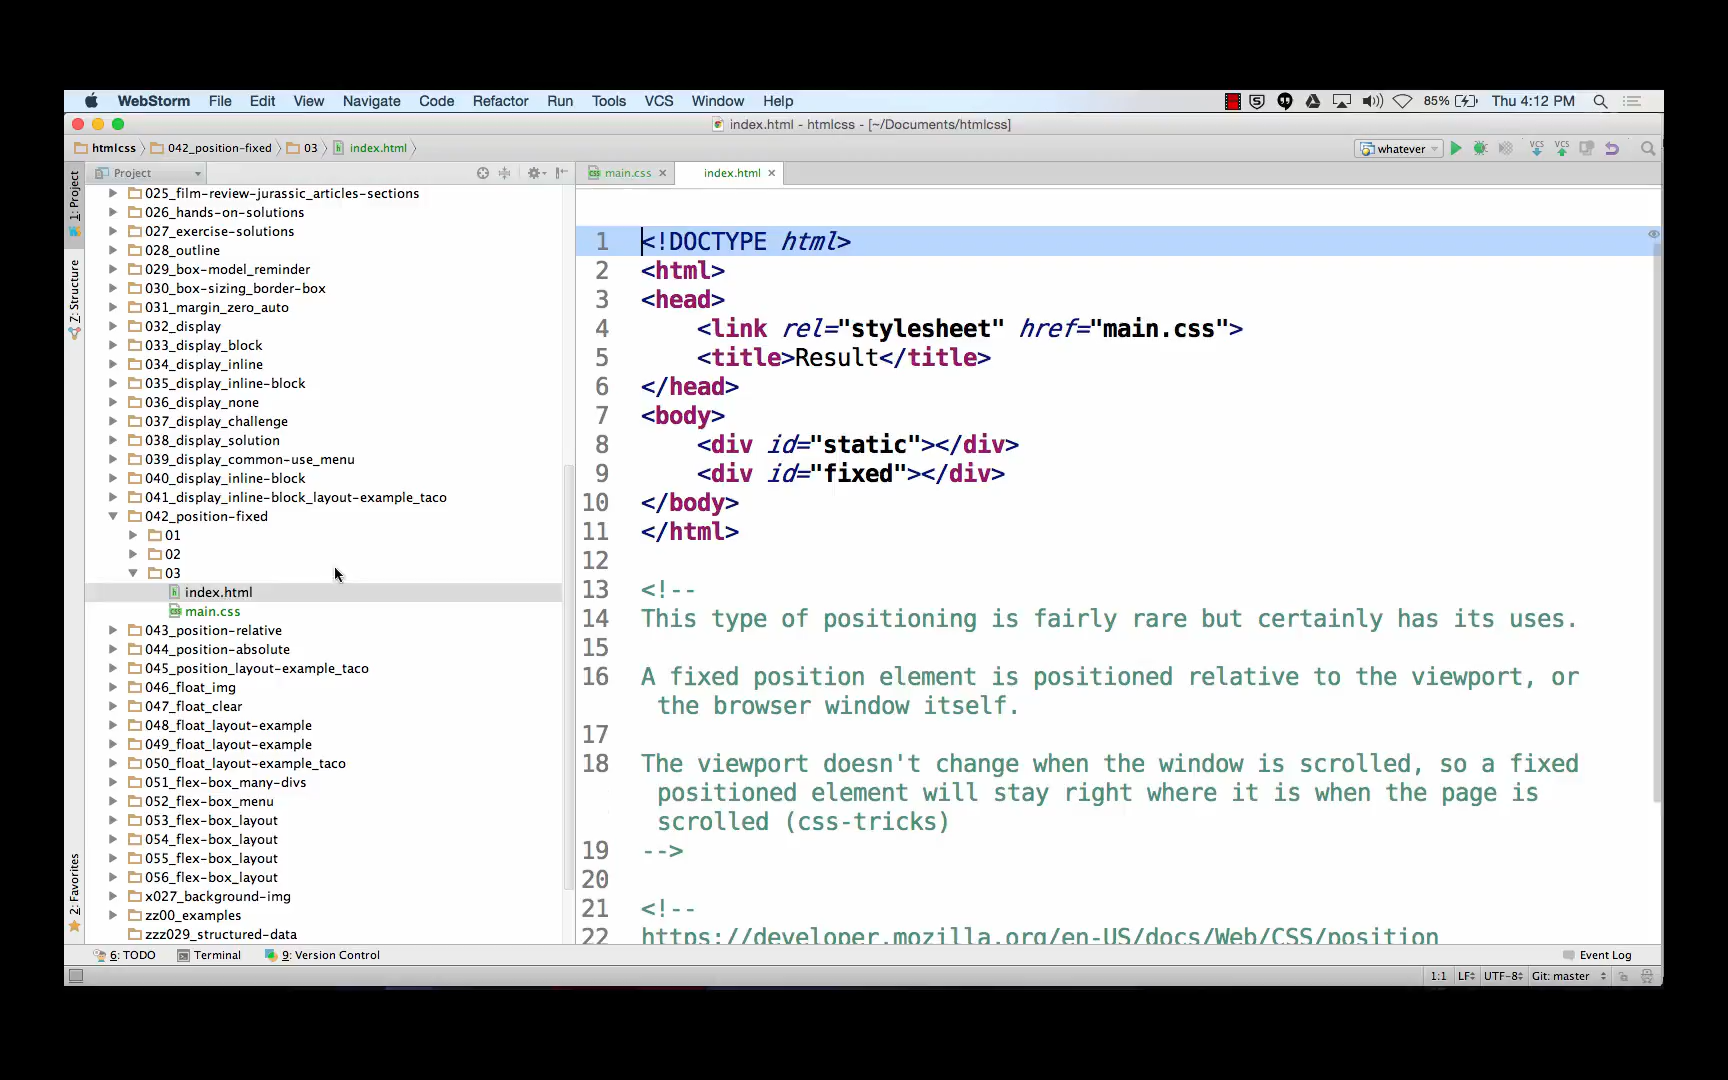 WebStorm File Edit View Navigate Code Refactor Run Tools VCS Window Help 85% Thu 4:12 PM
index.html - htmlcss - [~/Documents/htmlcss]
htmlcss 042_position-fixed 03 index.html whatever
Project main.css index.html
1: Project
Z: Structure
2: Favorites
025_film-review-jurassic_articles-sections
026_hands-on-solutions
027_exercise-solutions
028_outline
029_box-model_reminder
030_box-sizing_border-box
031_margin_zero_auto
032_display
033_display_block
034_display_inline
035_display_inline-block
036_display_none
037_display_challenge
038_display_solution
039_display_common-use_menu
040_display_inline-block
041_display_inline-block_layout-example_taco
042_position-fixed
01
02
03
index.html
main.css
043_position-relative
044_position-absolute
045_position_layout-example_taco
046_float_img
047_float_clear
048_float_layout-example
049_float_layout-example
050_float_layout-example_taco
051_flex-box_many-divs
052_flex-box_menu
053_flex-box_layout
054_flex-box_layout
055_flex-box_layout
056_flex-box_layout
x027_background-img
zz00_examples
zzz029_structured-data
1 <!DOCTYPE html>
2 <html>
3 <head>
4 <link rel="stylesheet" href="main.css">
5 <title>Result</title>
6 </head>
7 <body>
8 <div id="static"></div>
9 <div id="fixed"></div>
10 </body>
11 </html>
12
13 <!--
14 This type of positioning is fairly rare but certainly has its uses.
15
16 A fixed position element is positioned relative to the viewport, or
the browser window itself.
17
18 The viewport doesn't change when the window is scrolled, so a fixed
positioned element will stay right where it is when the page is
scrolled (css-tricks)
19 -->
20
21 <!--
22 https://developer.mozilla.org/en-US/docs/Web/CSS/position
6: TODO Terminal 9: Version Control Event Log
1:1 LF UTF-8 Git: master